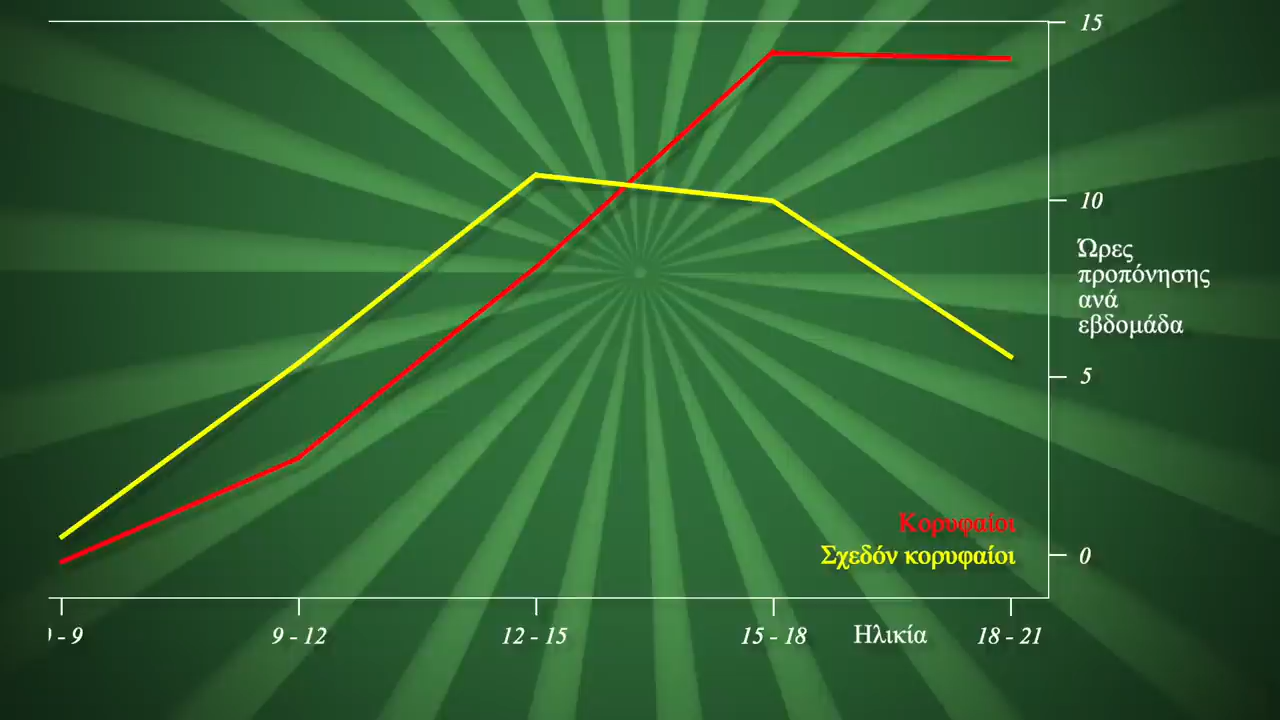 15
10
Ώρες
προπόνησης
ανά
εβδομάδα
5
Κορυφαίοι
Σχεδόν κορυφαίοι
0
- 9
9 - 12
12 - 15
15 - 18
Ηλικία
18 - 21